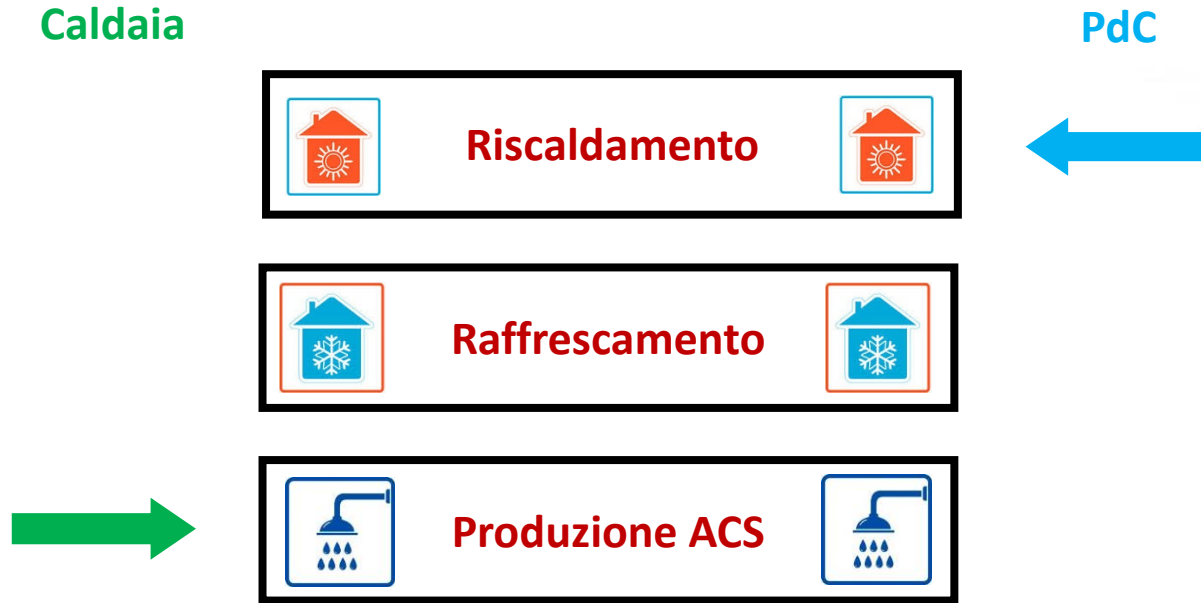 Caldaia
PdC
Riscaldamento
Raffrescamento
Produzione ACS